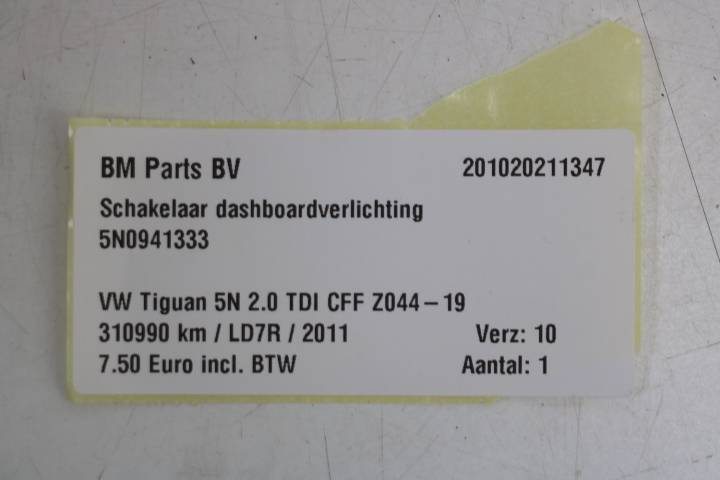 BM Parts BV 201020211347
Schakelaar dashboardverlichting
5N0941333
VW Tiguan 5N 2.0 TDI CFF Z044-19
310990 km / LD7R / 2011 Verz: 10
7.50 Euro incl. BTW Aantal: 1